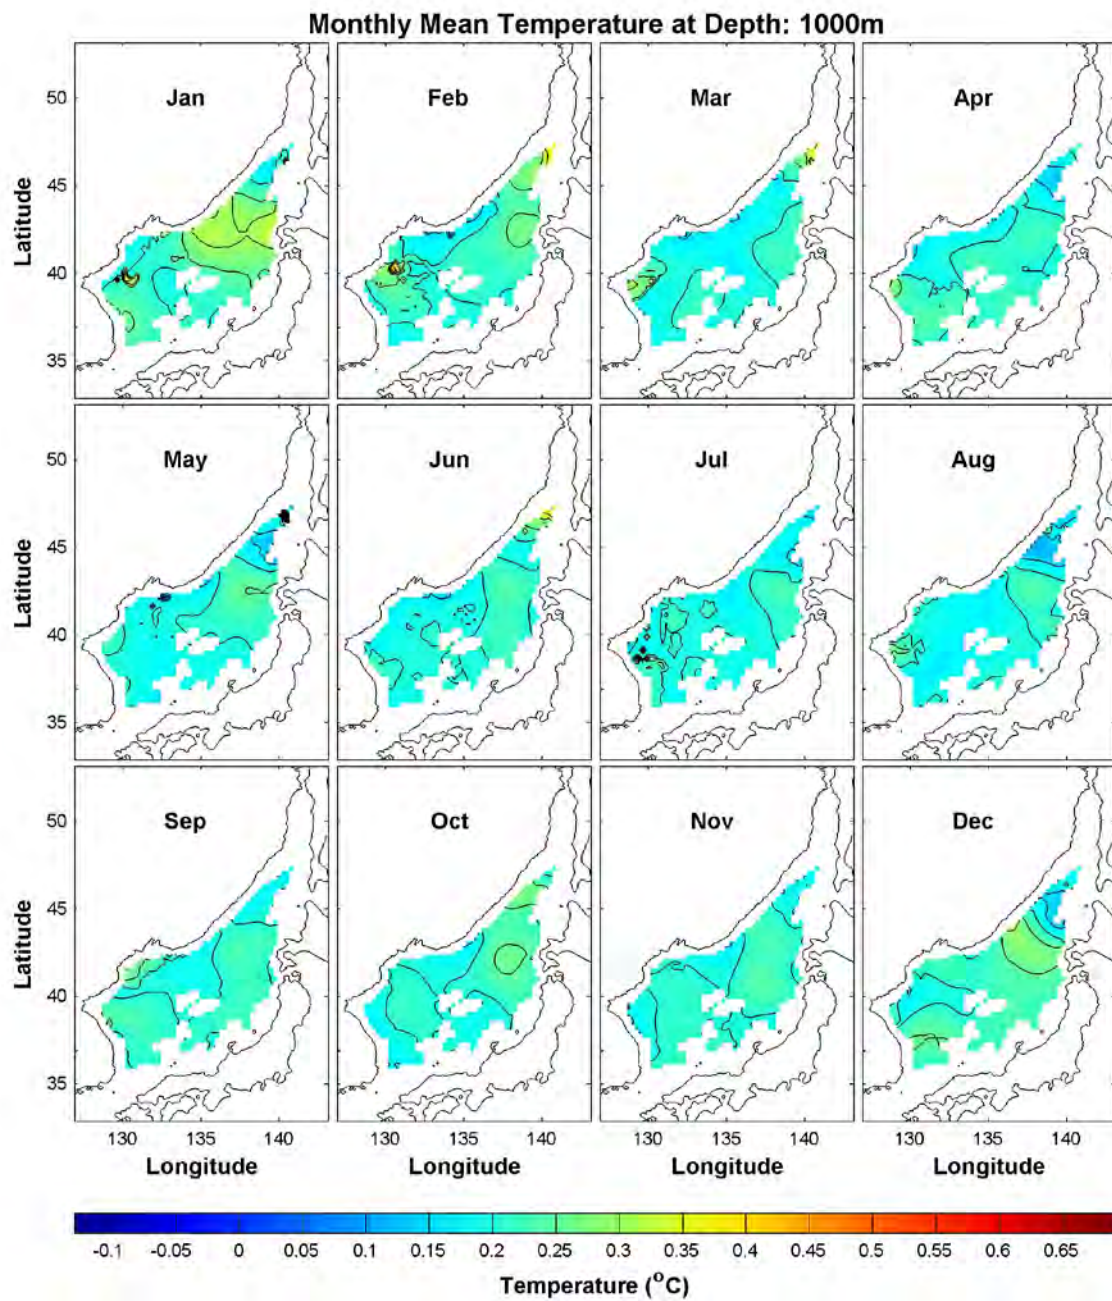 Monthly Mean Temperature at Depth: 1000m
Jan Feb Mar Apr
50
45
40
35
Latitude
May Jun Jul Aug
50
45
40
35
Latitude
Sep Oct Nov Dec
50
45
40
35
Latitude
130 135 140 130 135 140 130 135 140 130 135 140
Longitude Longitude Longitude Longitude
-0.1 -0.05 0 0.05 0.1 0.15 0.2 0.25 0.3 0.35 0.4 0.45 0.5 0.55 0.6 0.65
Temperature (°C)